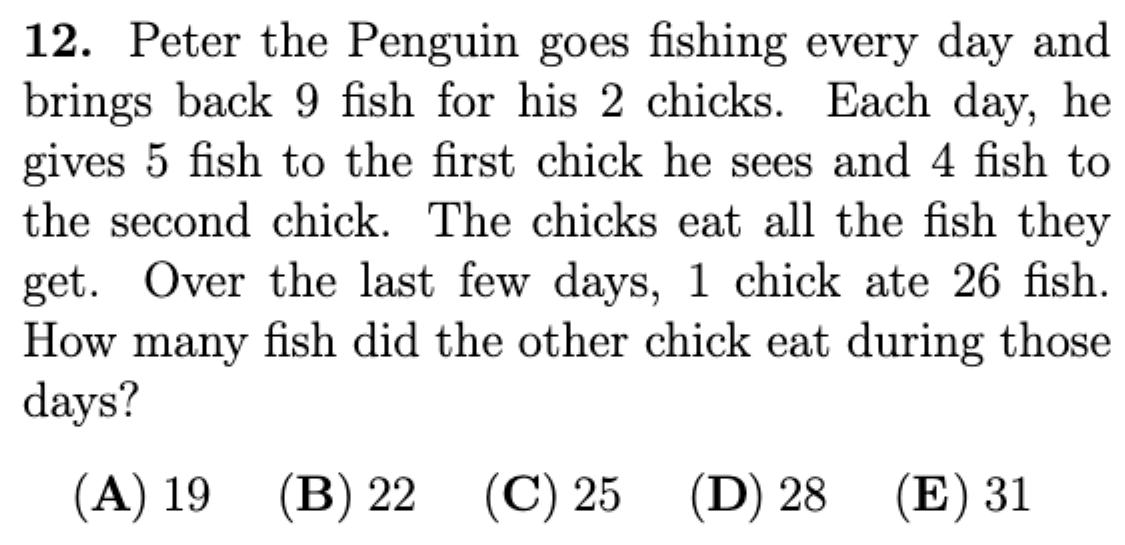 12. Peter the Penguin goes fishing every day and
brings back 9 fish for his 2 chicks. Each day, he
gives 5 fish to the first chick he sees and 4 fish to
the second chick. The chicks eat all the fish they
get. Over the last few days, 1 chick ate 26 fish.
How many fish did the other chick eat during those
days?
(A) 19 (B) 22 (C) 25 (D) 28 (E) 31